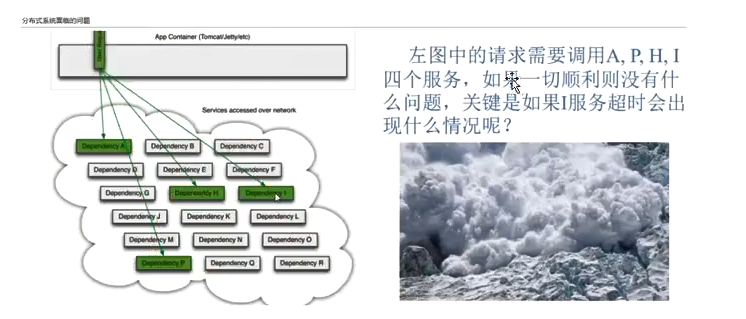 分布式系统面临的问题
App Container (Tomcat/Jetty/etc)
Services accessed over network
Dependency A
Dependency B
Dependency C
Dependency D
Dependency E
Dependency F
Dependency G
Dependency H
Dependency I
Dependency J
Dependency K
Dependency L
Dependency M
Dependency N
Dependency O
Dependency P
Dependency Q
Dependency R
左图中的请求需要调用A, P, H, I
四个服务，如果一切顺利则没有什
么问题，关键是如果I服务超时会出
现什么情况呢？